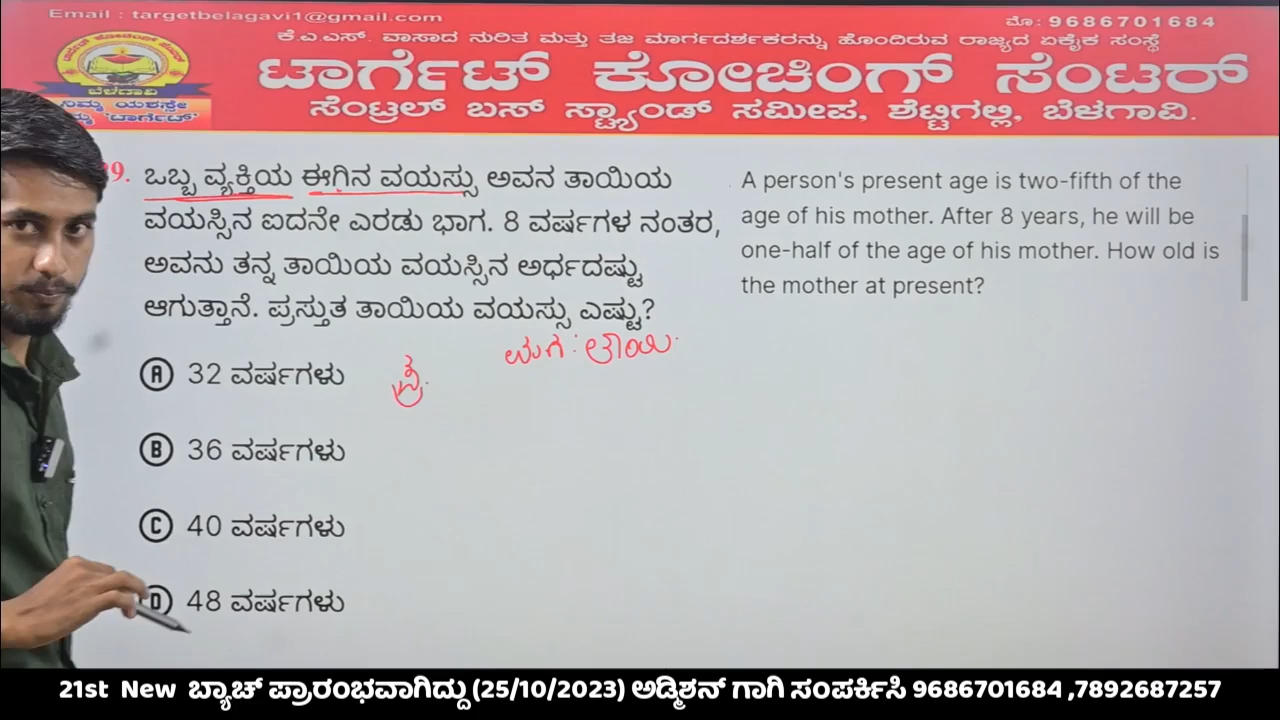 Email : targetbelagavi1@gmail.com
ಮೊ: 9686701684
ಕೆ.ಎ.ಎಸ್. ವಾಸಾದ ನುರಿತ ಮತ್ತು ತಜ್ಞ ಮಾರ್ಗದರ್ಶಕರನ್ನು ಹೊಂದಿರುವ ರಾಜ್ಯದ ಏಕೈಕ ಸಂಸ್ಥೆ
ಟಾರ್ಗೆಟ್ ಕೋಚಿಂಗ್ ಸೆಂಟರ್
ಸೆಂಟ್ರಲ್ ಬಸ್ ಸ್ಟ್ಯಾಂಡ್ ಸಮೀಪ, ಶೆಟ್ಟಿಗಲ್ಲಿ, ಬೆಳಗಾವಿ.
ಬೆಳಗಾವಿ
ನಿಮ್ಮ ಯಶಸ್ಸೇ
ನಮ್ಮ 'ಟಾರ್ಗೆಟ್'
39. ಒಬ್ಬ ವ್ಯಕ್ತಿಯ ಈಗಿನ ವಯಸ್ಸು ಅವನ ತಾಯಿಯ
ವಯಸ್ಸಿನ ಐದನೇ ಎರಡು ಭಾಗ. 8 ವರ್ಷಗಳ ನಂತರ,
ಅವನು ತನ್ನ ತಾಯಿಯ ವಯಸ್ಸಿನ ಅರ್ಧದಷ್ಟು
ಆಗುತ್ತಾನೆ. ಪ್ರಸ್ತುತ ತಾಯಿಯ ವಯಸ್ಸು ಎಷ್ಟು?
A person's present age is two-fifth of the
age of his mother. After 8 years, he will be
one-half of the age of his mother. How old is
the mother at present?
ಮಗ : ತಾಯಿ
ಪ್ರ.
A 32 ವರ್ಷಗಳು
B 36 ವರ್ಷಗಳು
C 40 ವರ್ಷಗಳು
D 48 ವರ್ಷಗಳು
21st New ಬ್ಯಾಚ್ ಪ್ರಾರಂಭವಾಗಿದ್ದು (25/10/2023) ಅಡ್ಮಿಶನ್ ಗಾಗಿ ಸಂಪರ್ಕಿಸಿ 9686701684 ,7892687257